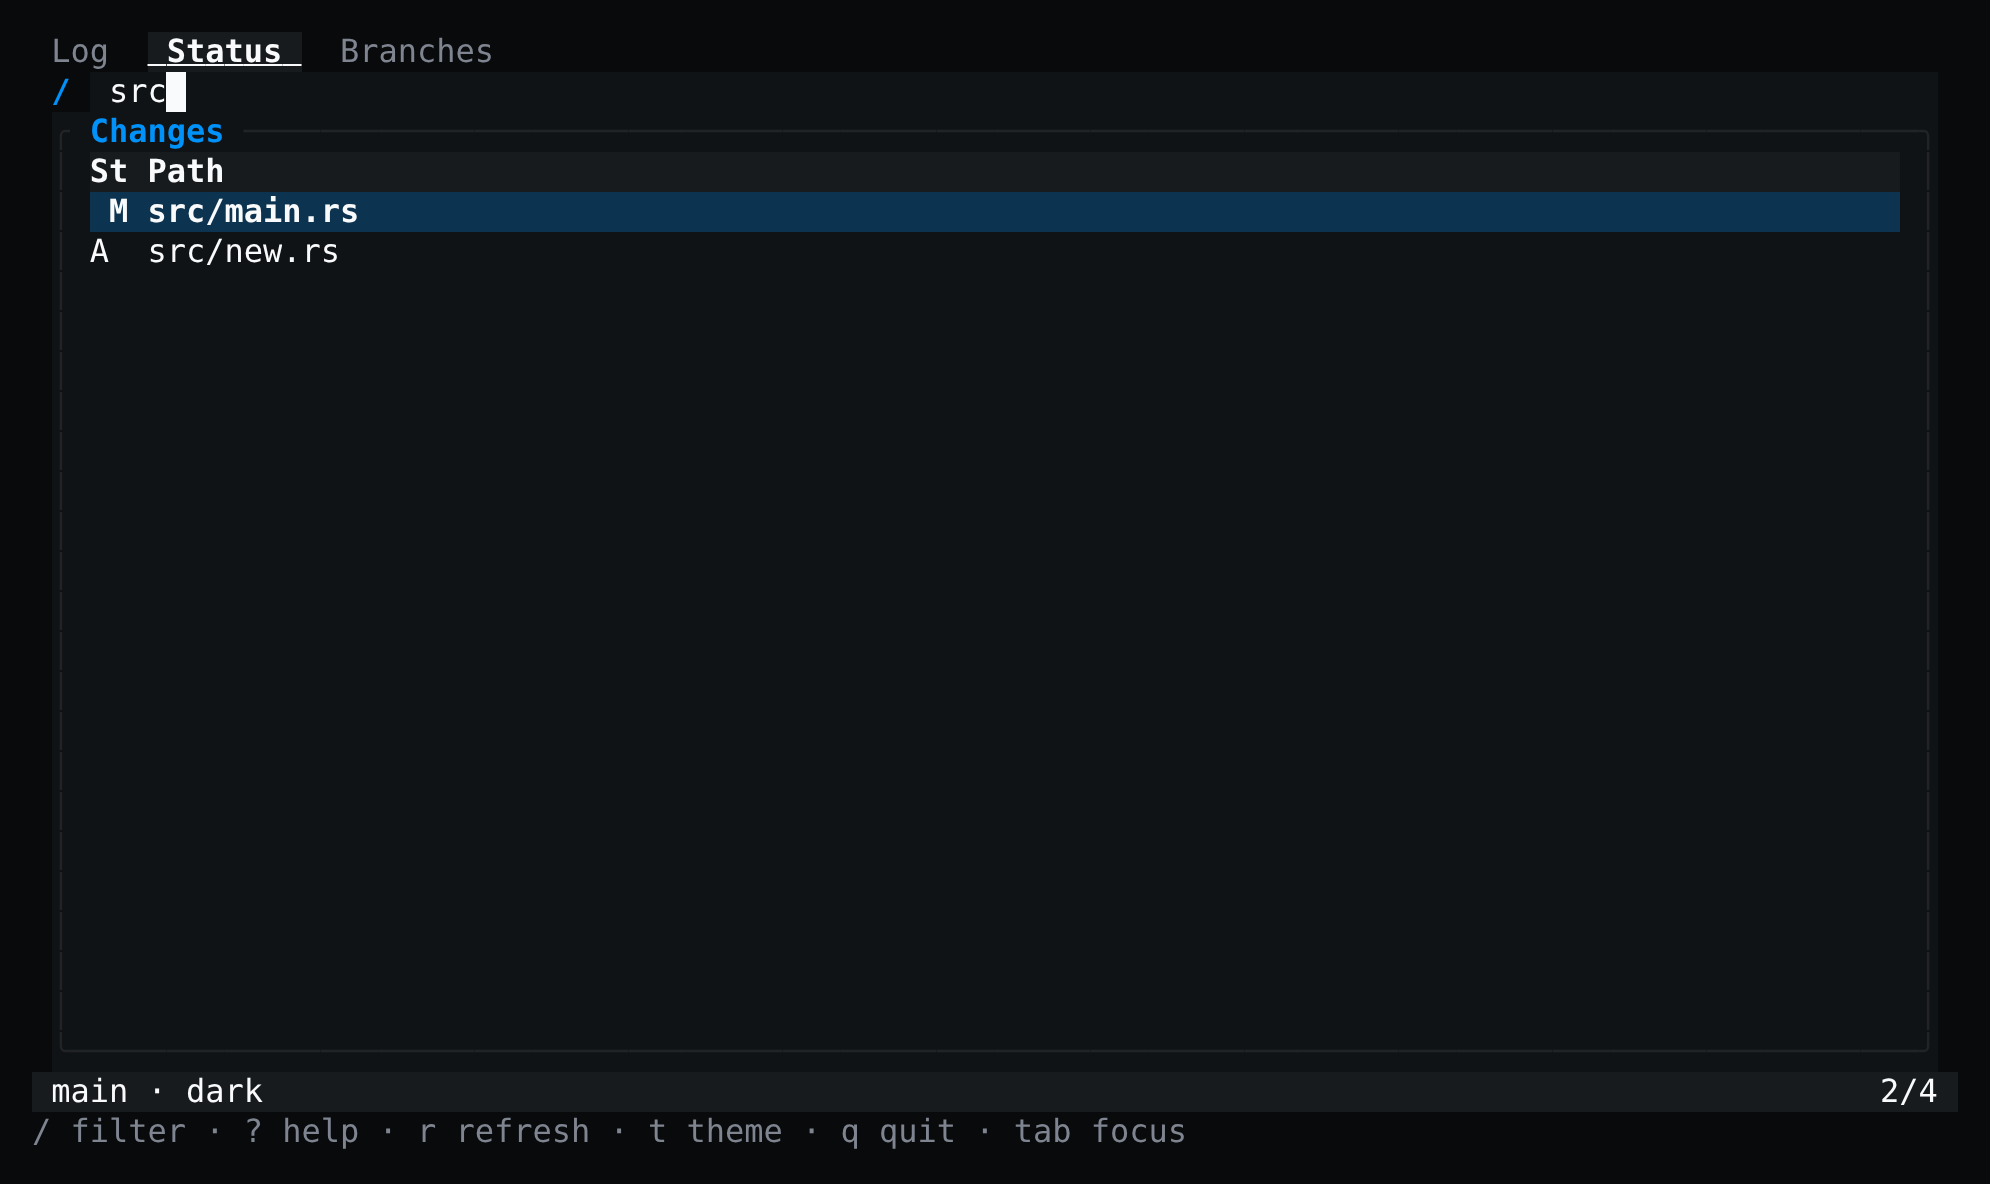 Log Status Branches
/ src
Changes
St Path
M src/main.rs
A src/new.rs
main · dark 2/4
/ filter · ? help · r refresh · t theme · q quit · tab focus